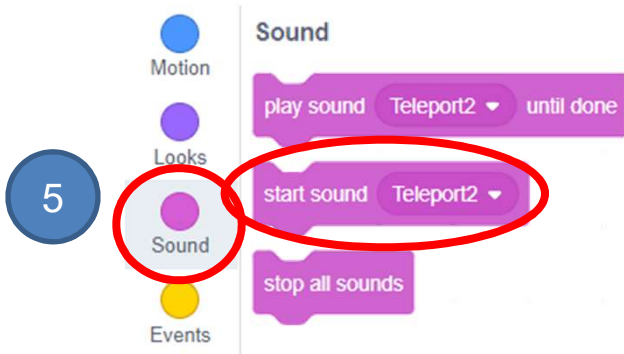 Sound
Motion
play sound Teleport2 until done
Looks
5
start sound Teleport2
Sound
stop all sounds
Events